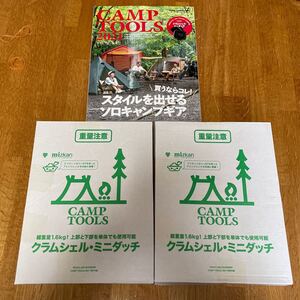 CAMP
TOOLS
買うならコレ!
スタイルを出せる
ソロキャンプギア
重量注意
mizkan
CAMP
TOOLS
総重量1.6kg! 上部と下部を単体でも使用可能
クラムシェル・ミニダッチ
重量注意
mizkan
CAMP
TOOLS
総重量1.6kg! 上部と下部を単体でも使用可能
クラムシェル・ミニダッチ